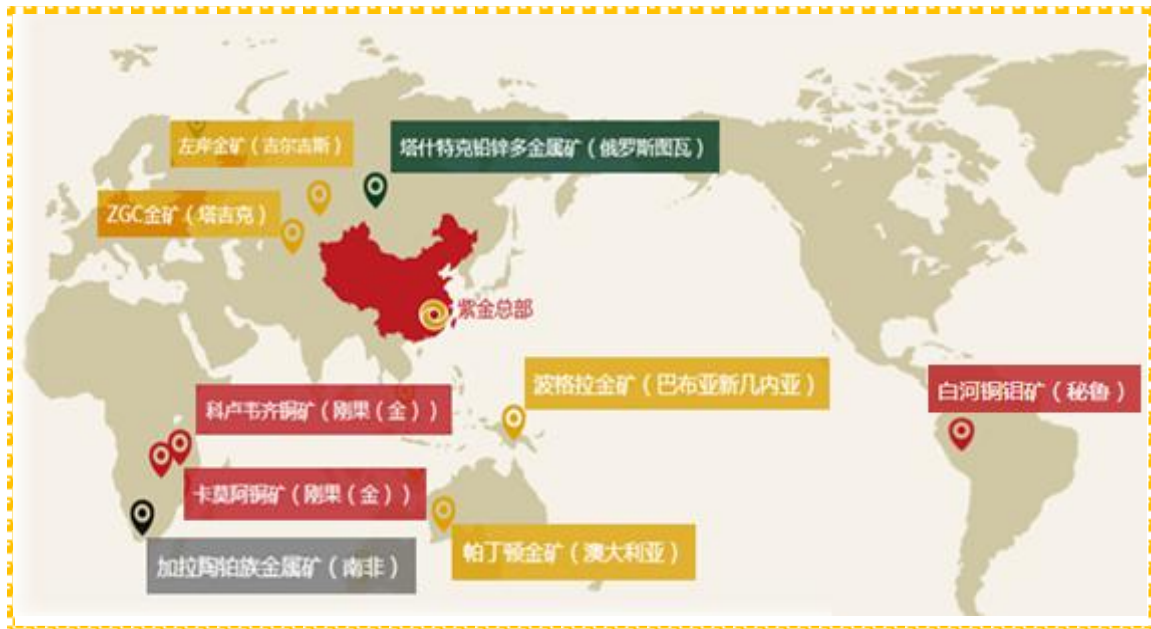 左岸金矿（吉尔吉斯）
塔什特克铅锌多金属矿（俄罗斯图瓦）
ZGC金矿（塔吉克）
紫金总部
波格拉金矿（巴布亚新几内亚）
白河铜钼矿（秘鲁）
科卢韦齐铜矿（刚果（金））
卡莫阿铜矿（刚果（金））
帕丁顿金矿（澳大利亚）
加拉陶铂族金属矿（南非）